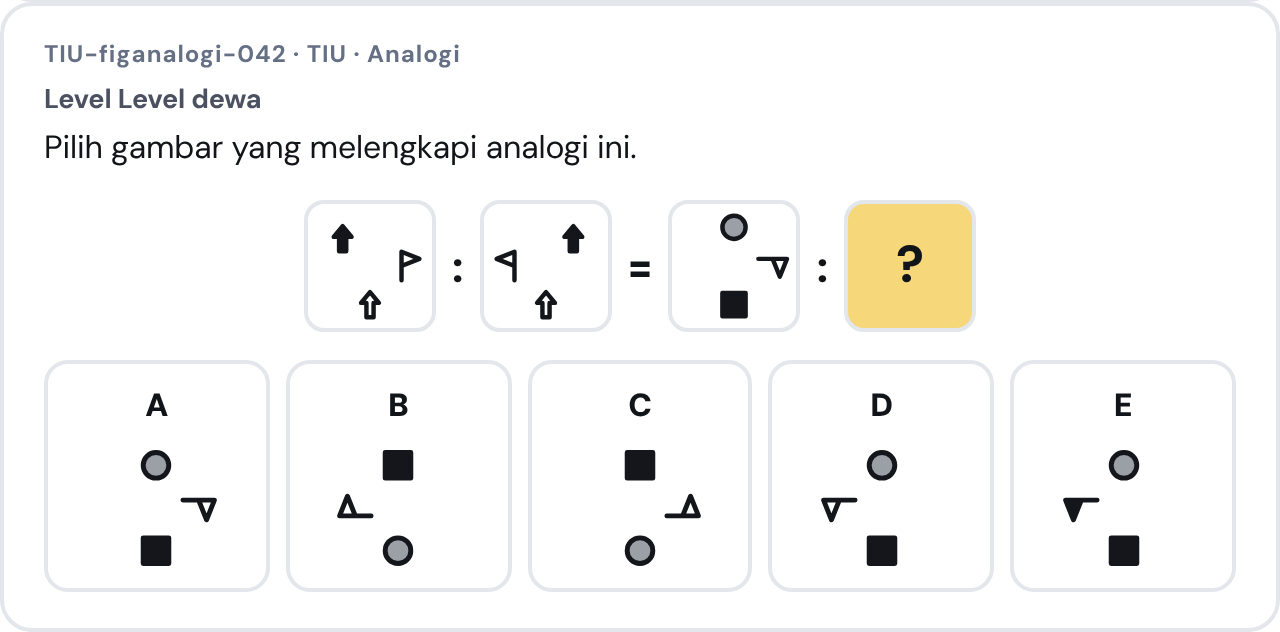 TIU-figanalogi-042 · TIU · Analogi
Level Level dewa
Pilih gambar yang melengkapi analogi ini.
: = : ?
A B C D E